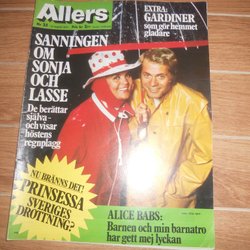 Allers
EXTRA:
GARDINER
som gör hemmet
gladare
SANNINGEN
OM
SONJA
OCH
LASSE
De berättar
själva –
och visar
höstens
regnplagg
NU BRÄNNS DET!
PRINSESSA
SVERIGES
DROTTNING?
ALICE BABS:
Barnen och min barnatro
har gett mej lyckan